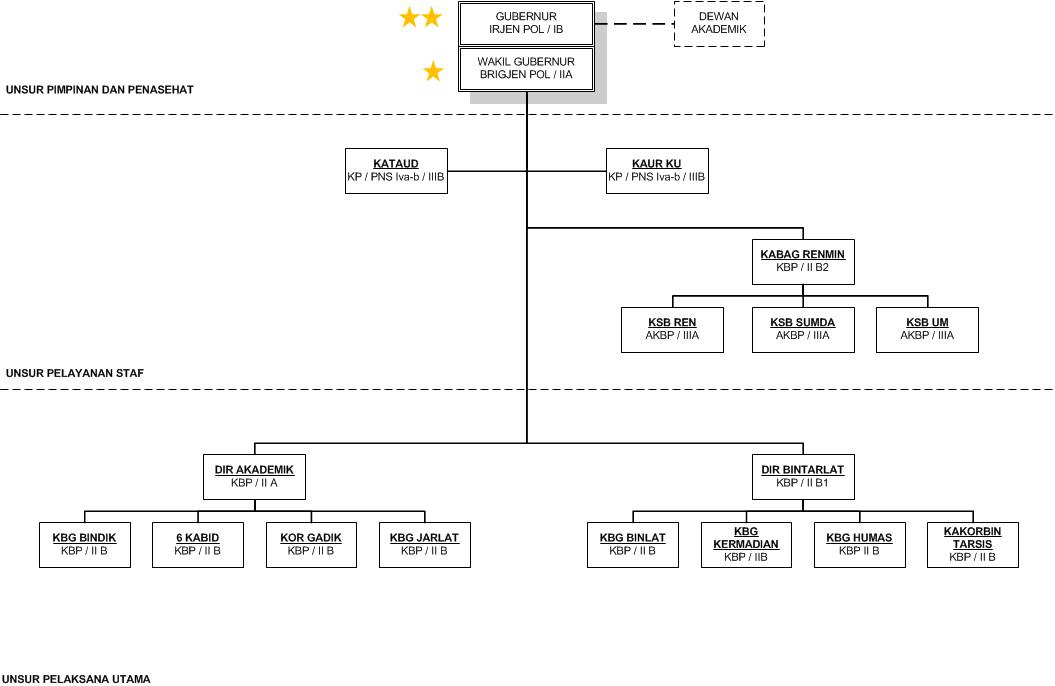 GUBERNUR
IRJEN POL / IB
DEWAN
AKADEMIK
WAKIL GUBERNUR
BRIGJEN POL / IIA
UNSUR PIMPINAN DAN PENASEHAT
KATAUD
KP / PNS Iva-b / IIIB
KAUR KU
KP / PNS Iva-b / IIIB
KABAG RENMIN
KBP / II B2
KSB REN
AKBP / IIIA
KSB SUMDA
AKBP / IIIA
KSB UM
AKBP / IIIA
UNSUR PELAYANAN STAF
DIR AKADEMIK
KBP / II A
DIR BINTARLAT
KBP / II B1
KBG BINDIK
KBP / II B
6 KABID
KBP / II B
KOR GADIK
KBP / II B
KBG JARLAT
KBP / II B
KBG BINLAT
KBP / II B
KBG
KERMADIAN
KBP / IIB
KBG HUMAS
KBP II B
KAKORBIN
TARSIS
KBP / II B
UNSUR PELAKSANA UTAMA